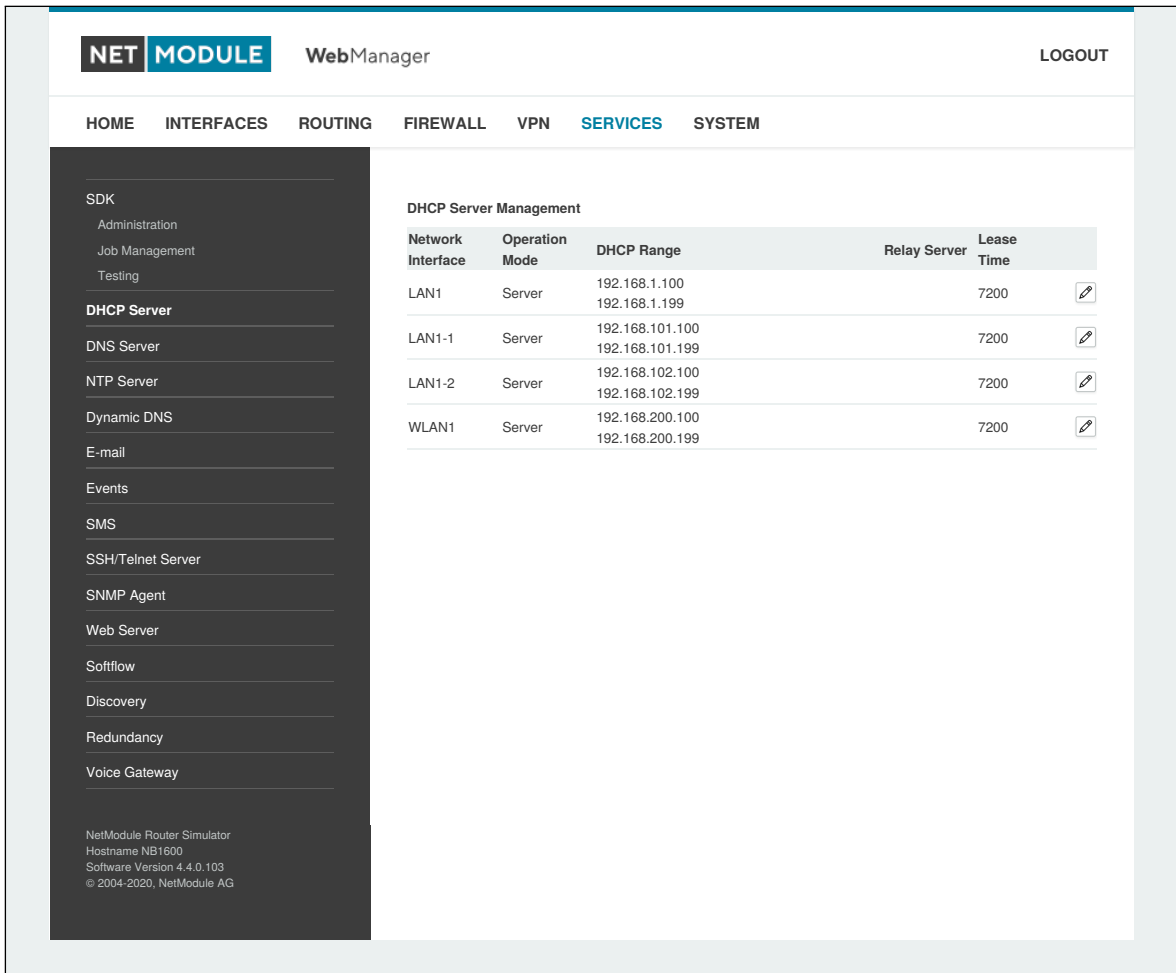 NET MODULE WebManager LOGOUT
HOME INTERFACES ROUTING FIREWALL VPN SERVICES SYSTEM
SDK
Administration
Job Management
Testing
DHCP Server
DNS Server
NTP Server
Dynamic DNS
E-mail
Events
SMS
SSH/Telnet Server
SNMP Agent
Web Server
Softflow
Discovery
Redundancy
Voice Gateway
NetModule Router Simulator
Hostname NB1600
Software Version 4.4.0.103
© 2004-2020, NetModule AG
DHCP Server Management
Network Interface Operation Mode DHCP Range Relay Server Lease Time
LAN1 Server 192.168.1.100 7200
192.168.1.199
LAN1-1 Server 192.168.101.100 7200
192.168.101.199
LAN1-2 Server 192.168.102.100 7200
192.168.102.199
WLAN1 Server 192.168.200.100 7200
192.168.200.199